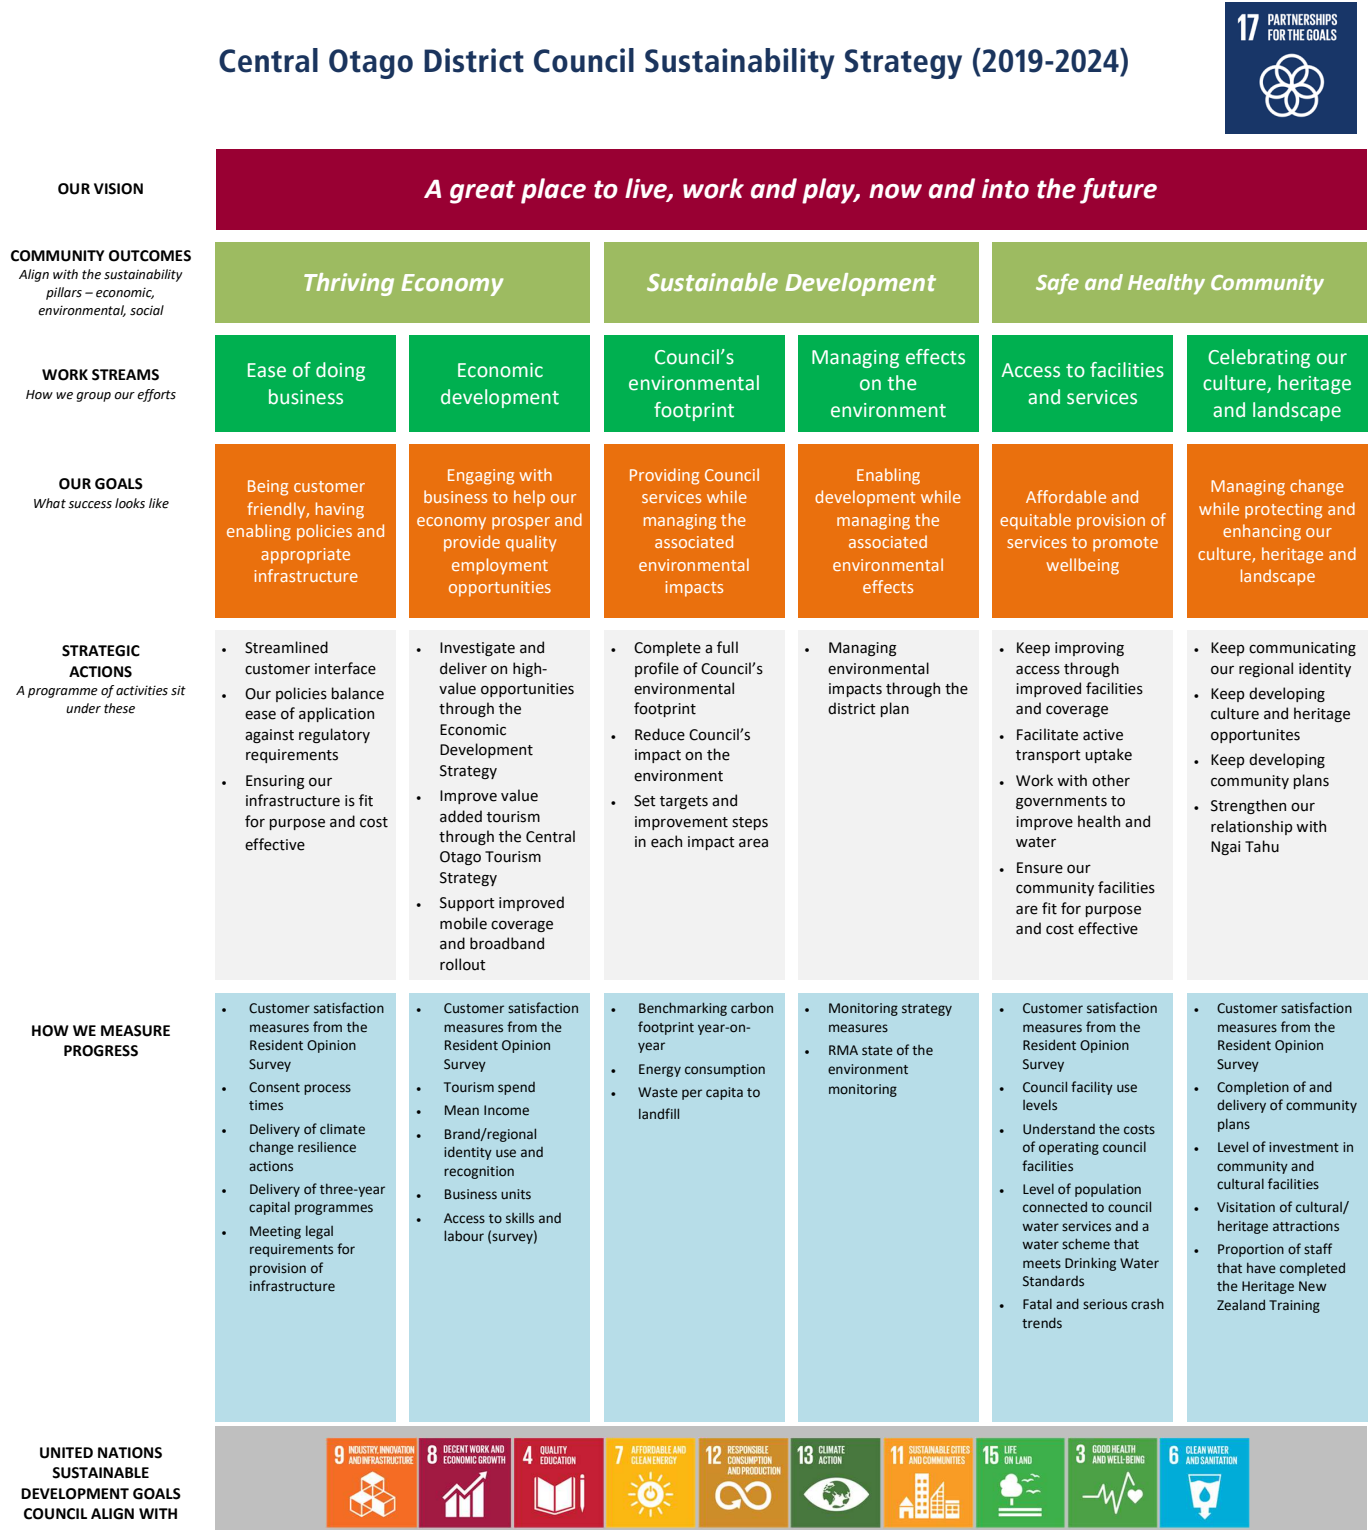 Central Otago District Council Sustainability Strategy (2019-2024)
17 PARTNERSHIPS
FOR THE GOALS
OUR VISION
A great place to live, work and play, now and into the future
COMMUNITY OUTCOMES
Align with the sustainability
pillars – economic,
environmental, social
Thriving Economy
Sustainable Development
Safe and Healthy Community
WORK STREAMS
How we group our efforts
Ease of doing
business
Economic
development
Council’s
environmental
footprint
Managing effects
on the
environment
Access to facilities
and services
Celebrating our
culture, heritage
and landscape
OUR GOALS
What success looks like
Being customer
friendly, having
enabling policies and
appropriate
infrastructure
Engaging with
business to help our
economy prosper and
provide quality
employment
opportunities
Providing Council
services while
managing the
associated
environmental
impacts
Enabling
development while
managing the
associated
environmental
effects
Affordable and
equitable provision of
services to promote
wellbeing
Managing change
while protecting and
enhancing our
culture, heritage and
landscape
STRATEGIC
ACTIONS
A programme of activities sit
under these
• Streamlined
customer interface
• Our policies balance
ease of application
against regulatory
requirements
• Ensuring our
infrastructure is fit
for purpose and cost
effective
• Investigate and
deliver on high-
value opportunities
through the
Economic
Development
Strategy
• Improve value
added tourism
through the Central
Otago Tourism
Strategy
• Support improved
mobile coverage
and broadband
rollout
• Complete a full
profile of Council’s
environmental
footprint
• Reduce Council’s
impact on the
environment
• Set targets and
improvement steps
in each impact area
• Managing
environmental
impacts through the
district plan
• Keep improving
access through
improved facilities
and coverage
• Facilitate active
transport uptake
• Work with other
governments to
improve health and
water
• Ensure our
community facilities
are fit for purpose
and cost effective
• Keep communicating
our regional identity
• Keep developing
culture and heritage
opportunites
• Keep developing
community plans
• Strengthen our
relationship with
Ngai Tahu
HOW WE MEASURE
PROGRESS
• Customer satisfaction
measures from the
Resident Opinion
Survey
• Consent process
times
• Delivery of climate
change resilience
actions
• Delivery of three-year
capital programmes
• Meeting legal
requirements for
provision of
infrastructure
• Customer satisfaction
measures from the
Resident Opinion
Survey
• Tourism spend
• Mean Income
• Brand/regional
identity use and
recognition
• Business units
• Access to skills and
labour (survey)
• Benchmarking carbon
footprint year-on-
year
• Energy consumption
• Waste per capita to
landfill
• Monitoring strategy
measures
• RMA state of the
environment
monitoring
• Customer satisfaction
measures from the
Resident Opinion
Survey
• Council facility use
levels
• Understand the costs
of operating council
facilities
• Level of population
connected to council
water services and a
water scheme that
meets Drinking Water
Standards
• Fatal and serious crash
trends
• Customer satisfaction
measures from the
Resident Opinion
Survey
• Completion of and
delivery of community
plans
• Level of investment in
community and
cultural facilities
• Visitation of cultural/
heritage attractions
• Proportion of staff
that have completed
the Heritage New
Zealand Training
UNITED NATIONS
SUSTAINABLE
DEVELOPMENT GOALS
COUNCIL ALIGN WITH
9 INDUSTRY, INNOVATION
AND INFRASTRUCTURE
8 DECENT WORK AND
ECONOMIC GROWTH
4 QUALITY
EDUCATION
7 AFFORDABLE AND
CLEAN ENERGY
12 RESPONSIBLE
CONSUMPTION
AND PRODUCTION
13 CLIMATE
ACTION
11 SUSTAINABLE CITIES
AND COMMUNITIES
15 LIFE
ON LAND
3 GOOD HEALTH
AND WELL-BEING
6 CLEAN WATER
AND SANITATION